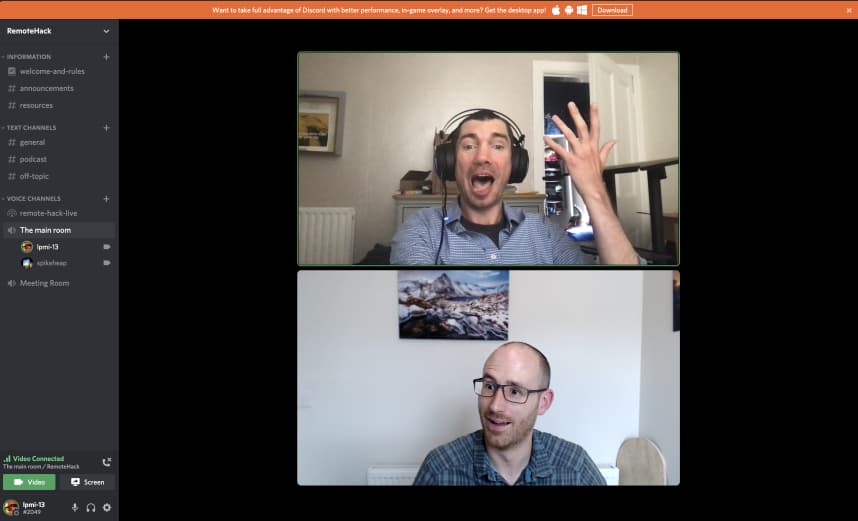 Want to take full advantage of Discord with better performance, in-game overlay, and more? Get the desktop app!
Download
RemoteHack
INFORMATION
welcome-and-rules
announcements
resources
TEXT CHANNELS
general
podcast
off-topic
VOICE CHANNELS
remote-hack-live
The main room
lpmi-13
spikeheap
Meeting Room
Video Connected
The main room / RemoteHack
Video
Screen
lpmi-13
#2049